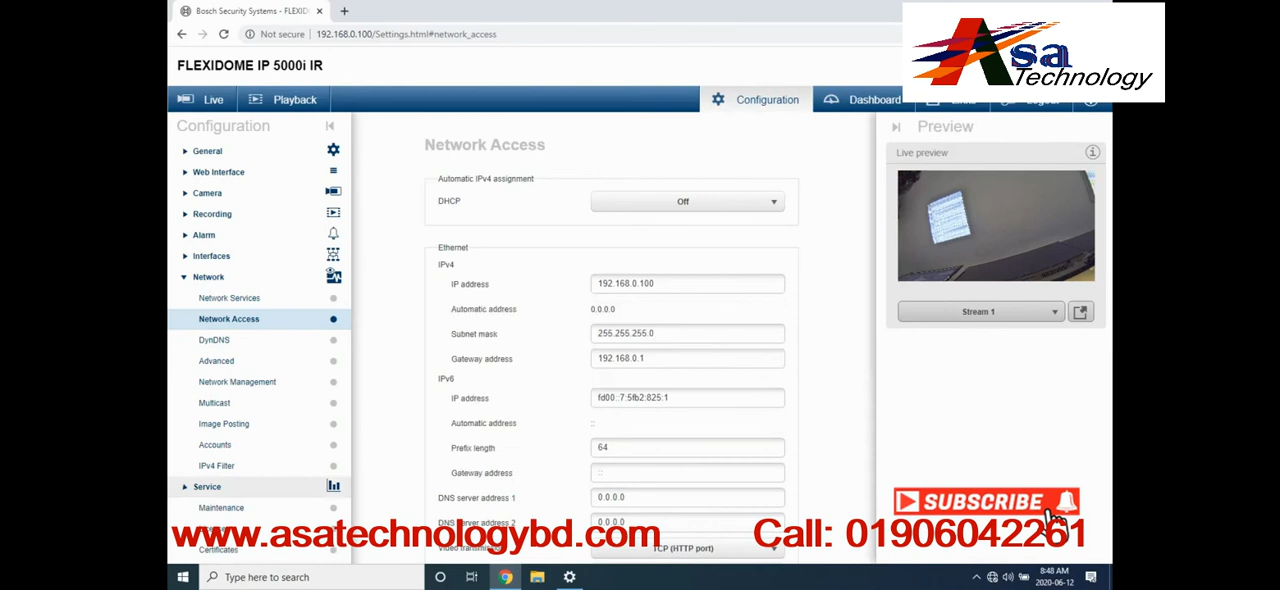 Bosch Security Systems - FLEXID
Not secure 192.168.0.100/Settings.html#network_access
Asa
Technology
FLEXIDOME IP 5000i IR
Live Playback Configuration Dashboard
Configuration
General
Web Interface
Camera
Recording
Alarm
Interfaces
Network
Network Services
Network Access
DynDNS
Advanced
Network Management
Multicast
Image Posting
Accounts
IPv4 Filter
Service
Maintenance
Certificates
Network Access
Automatic IPv4 assignment
DHCP Off
Ethernet
IPv4
IP address 192.168.0.100
Automatic address 0.0.0.0
Subnet mask 255.255.255.0
Gateway address 192.168.0.1
IPv6
IP address fd00::7:5fb2:825:1
Automatic address ::
Prefix length 64
Gateway address ::
DNS server address 1 0.0.0.0
DNS server address 2 0.0.0.0
TCP (HTTP port)
Preview
Live preview
Stream 1
SUBSCRIBE
www.asatechnologybd.com Call: 01906042261
Type here to search
8:48 AM
2020-06-12